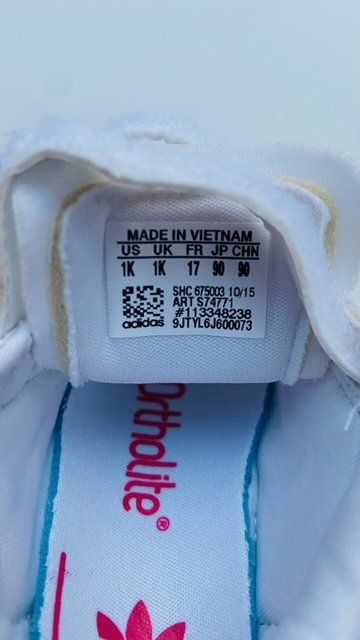 MADE IN VIETNAM
US UK FR JP CHN
1K 1K 17 90 90
SHC 675003 10/15
ART S74771
#113348238
adidas 9JTYL6J600073
Ortholite®